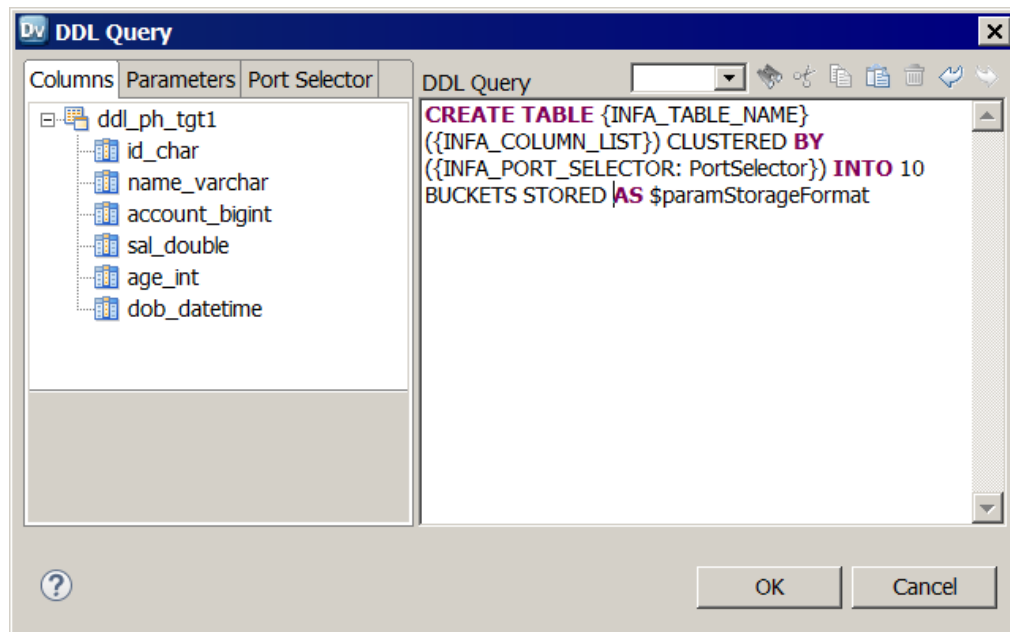 Dv DDL Query
Columns Parameters Port Selector
ddl_ph_tgt1
id_char
name_varchar
account_bigint
sal_double
age_int
dob_datetime
DDL Query
CREATE TABLE {INFA_TABLE_NAME}
({INFA_COLUMN_LIST}) CLUSTERED BY
({INFA_PORT_SELECTOR: PortSelector}) INTO 10
BUCKETS STORED AS $paramStorageFormat
?
OK Cancel